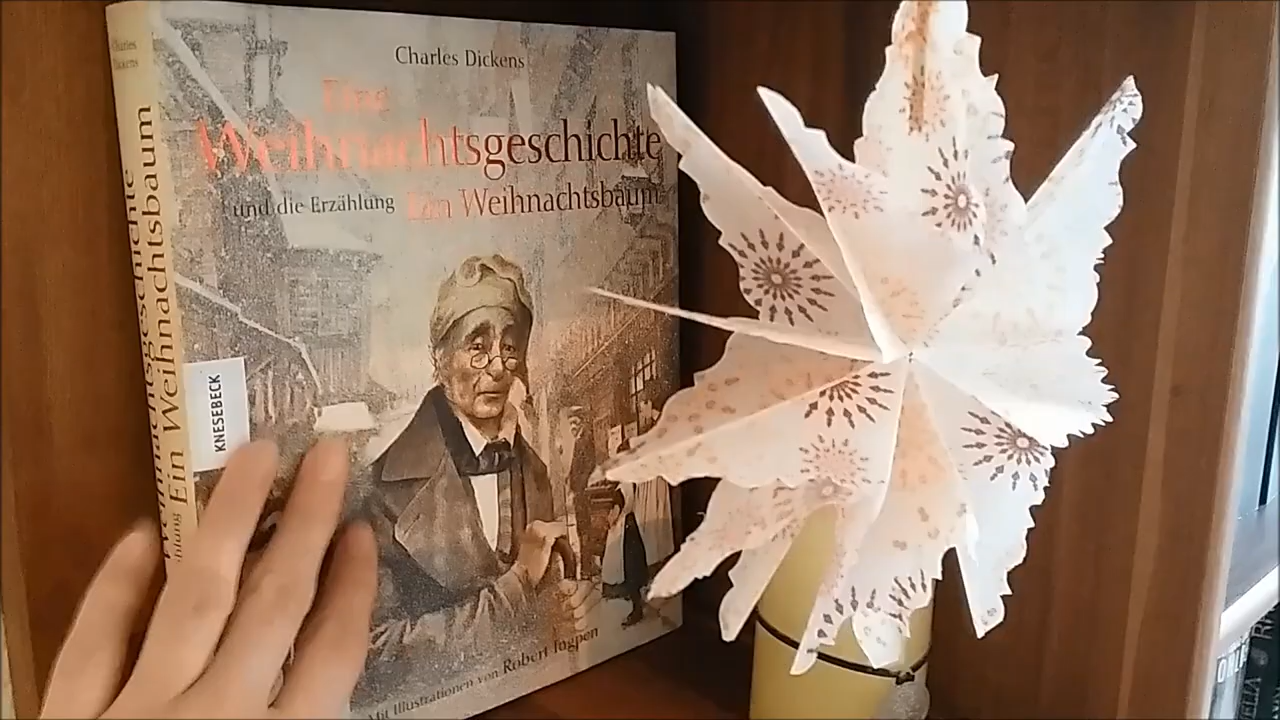 Charles Dickens
Eine
Weihnachtsgeschichte
und die Erzählung Ein Weihnachtsbaum
KNESEBECK
Mit Illustrationen von Robert Ingpen
Charles
Dickens
Weihnachtsgeschichte
Ein Weihnachtsbaum